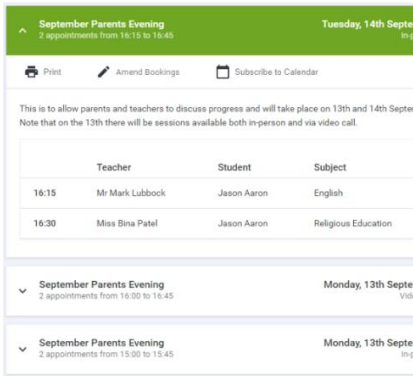 September Parents Evening Tuesday, 14th Septe
2 appointments from 16:15 to 16:45 In-p
Print Amend Bookings Subscribe to Calendar
This is to allow parents and teachers to discuss progress and will take place on 13th and 14th Septe
Note that on the 13th there will be sessions available both in-person and via video call.
Teacher Student Subject
16:15 Mr Mark Lubbock Jason Aaron English
16:30 Miss Bina Patel Jason Aaron Religious Education
September Parents Evening Monday, 13th Septe
2 appointments from 16:00 to 16:45 Vide
September Parents Evening Monday, 13th Septe
2 appointments from 15:00 to 15:45 In-p